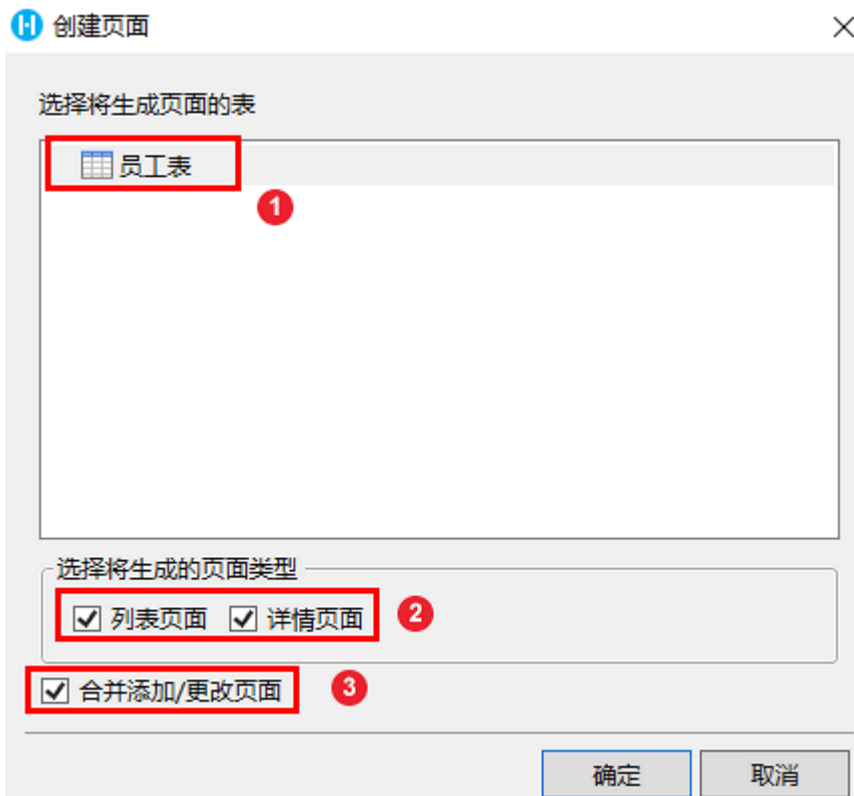 创建页面
选择将生成页面的表
员工表
1
选择将生成的页面类型
列表页面 详情页面 2
合并添加/更改页面 3
确定 取消